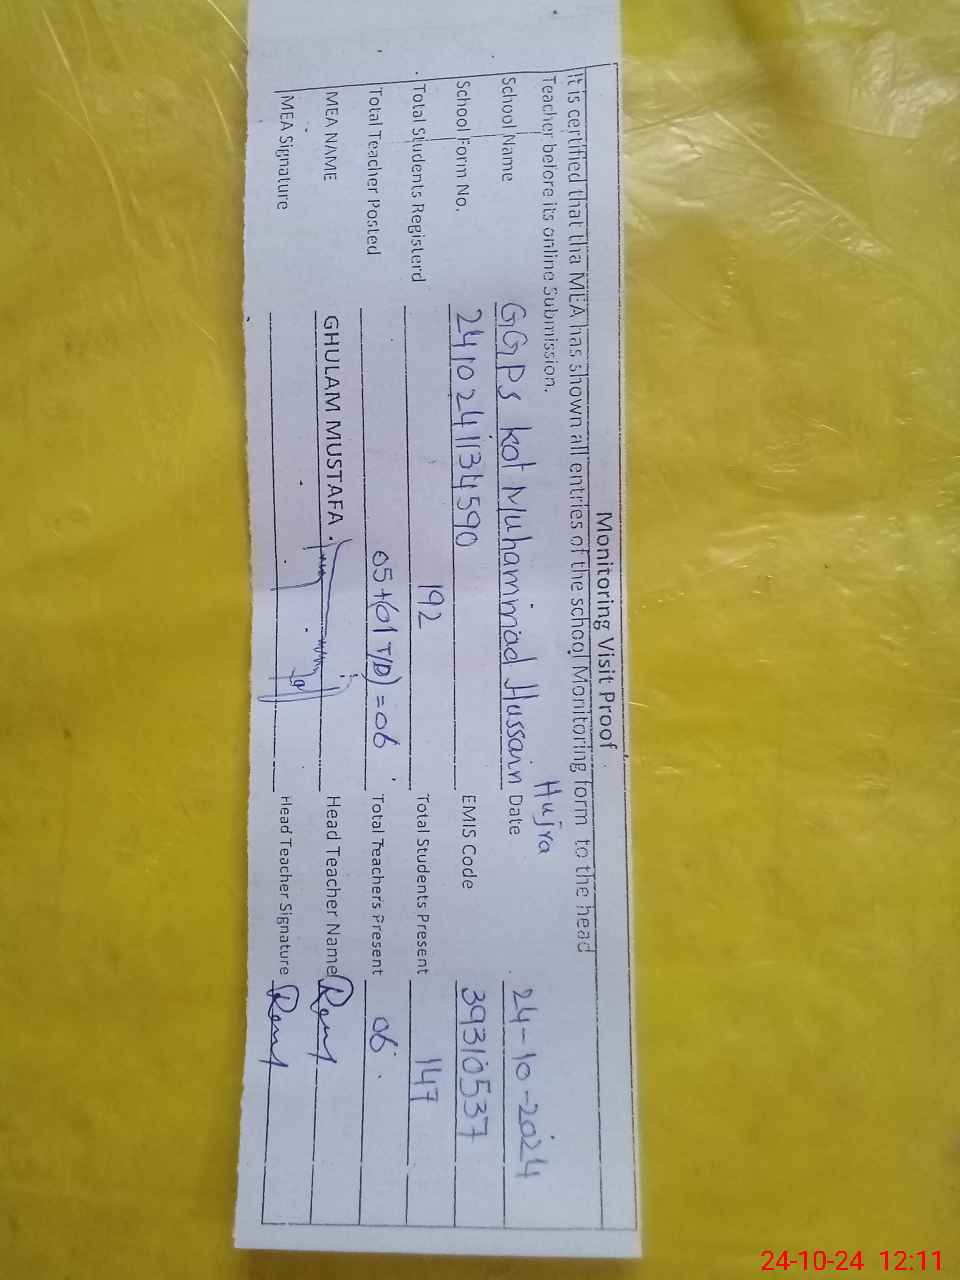 Monitoring Visit Proof
It is certified that tha MEA has shown all entries of the school Monitoring form to the head
Teacher before its online Submission.
School Name GGPS kot Muhammad Hussain Hujra Date 24-10-2024
School Form No. 241024134590 EMIS Code 39310537
Total Students Registerd 192 Total Students Present 147
Total Teacher Posted 05+(01 T/D)=06 Total Teachers Present 06
MEA NAME GHULAM MUSTAFA Head Teacher Name
MEA Signature Head Teacher Signature
24-10-24 12:11